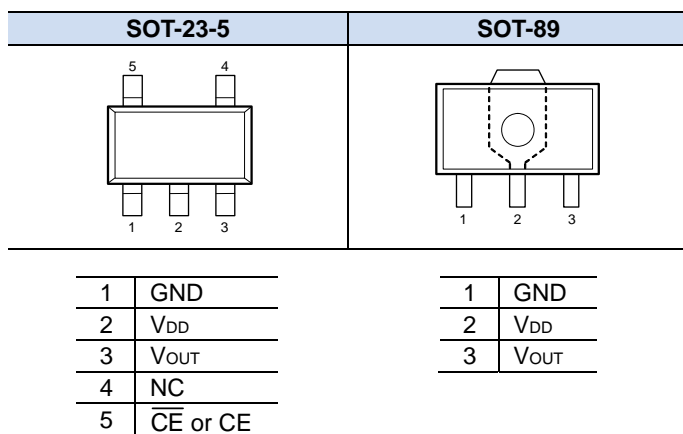 SOT-23-5 SOT-89
5 4
1 2 3
1 2 3
1 GND
2 VDD
3 VOUT
4 NC
5 C̅E̅ or CE
1 GND
2 VDD
3 VOUT